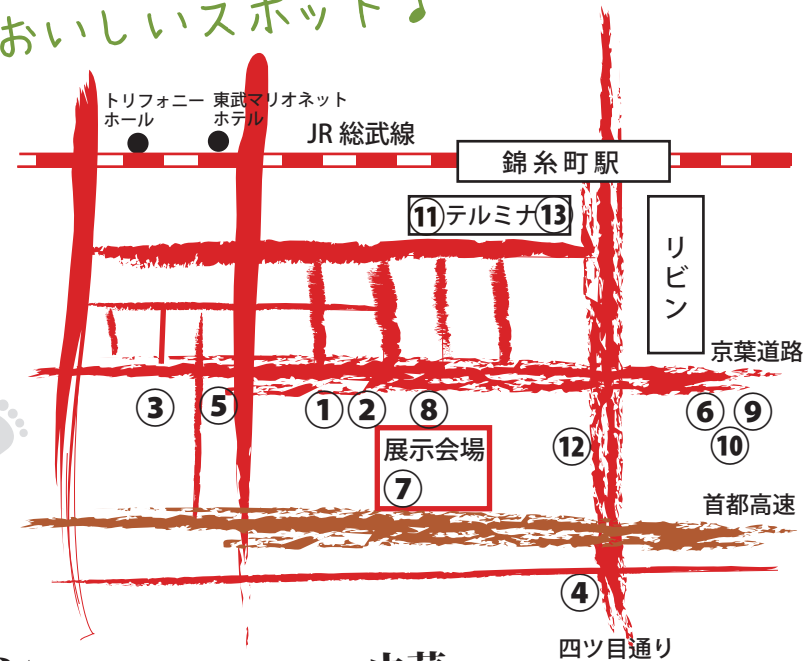 おいしいスポット♪
トリフォニー
ホール
東武マリオネット
ホテル
JR 総武線
錦糸町駅
⑪テルミナ⑬
リビン
京葉道路
③
⑤
①
②
⑧
⑥
⑨
⑩
⑫
展示会場
⑦
首都高速
④
四ツ目通り